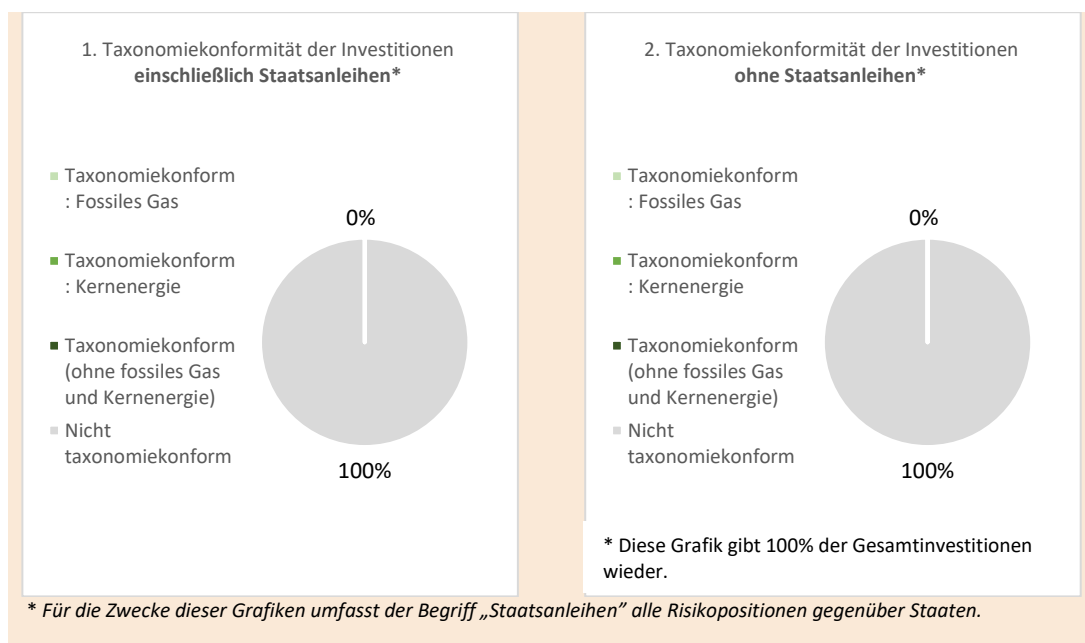 1. Taxonomiekonformität der Investitionen
einschließlich Staatsanleihen*
Taxonomiekonform
: Fossiles Gas
Taxonomiekonform
: Kernenergie
Taxonomiekonform
(ohne fossiles Gas
und Kernenergie)
Nicht
taxonomiekonform
0%
100%
2. Taxonomiekonformität der Investitionen
ohne Staatsanleihen*
Taxonomiekonform
: Fossiles Gas
Taxonomiekonform
: Kernenergie
Taxonomiekonform
(ohne fossiles Gas
und Kernenergie)
Nicht
taxonomiekonform
0%
100%
* Diese Grafik gibt 100% der Gesamtinvestitionen
wieder.
* Für die Zwecke dieser Grafiken umfasst der Begriff „Staatsanleihen” alle Risikopositionen gegenüber Staaten.